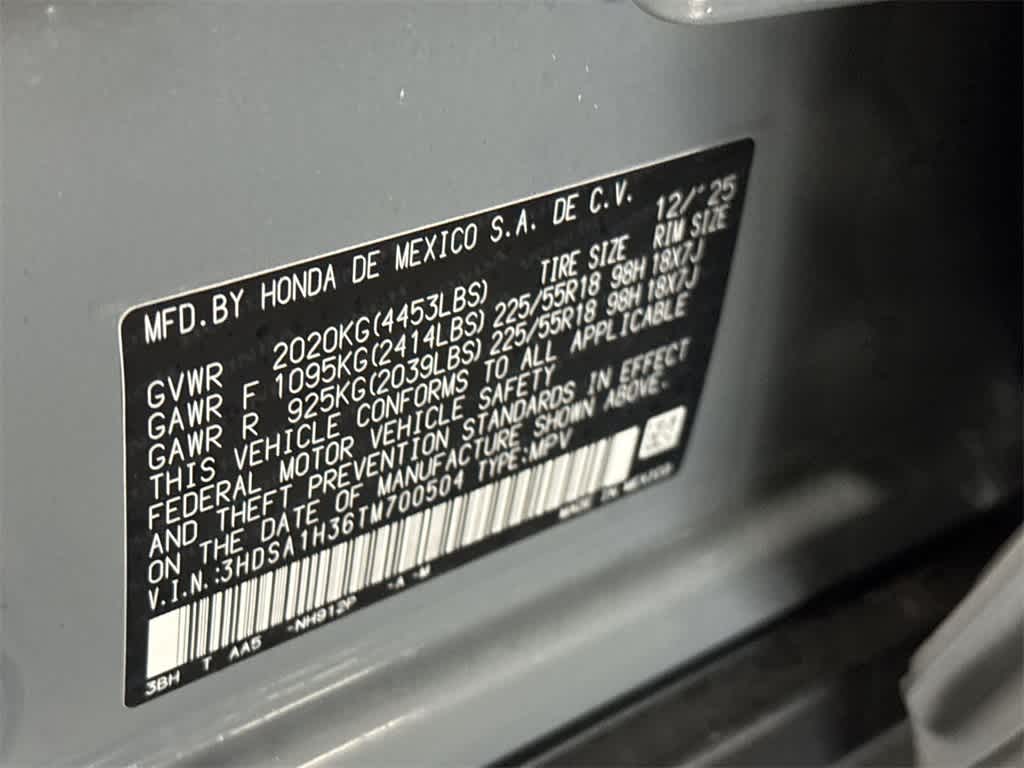 MFD.BY HONDA DE MEXICO S.A. DE C.V. 12/'25
TIRE SIZE RIM SIZE
GVWR 2020KG(4453LBS)
GAWR F 1095KG(2414LBS) 225/55R18 98H 18X7J
GAWR R 925KG(2039LBS) 225/55R18 98H 18X7J
THIS VEHICLE CONFORMS TO ALL APPLICABLE
FEDERAL MOTOR VEHICLE SAFETY
AND THEFT PREVENTION STANDARDS IN EFFECT
ON THE DATE OF MANUFACTURE SHOWN ABOVE.
V.I.N.:3HDSA1H36TM700504 TYPE:MPV
3BH T AA5 -NH912P -A -M MADE IN MEXICO